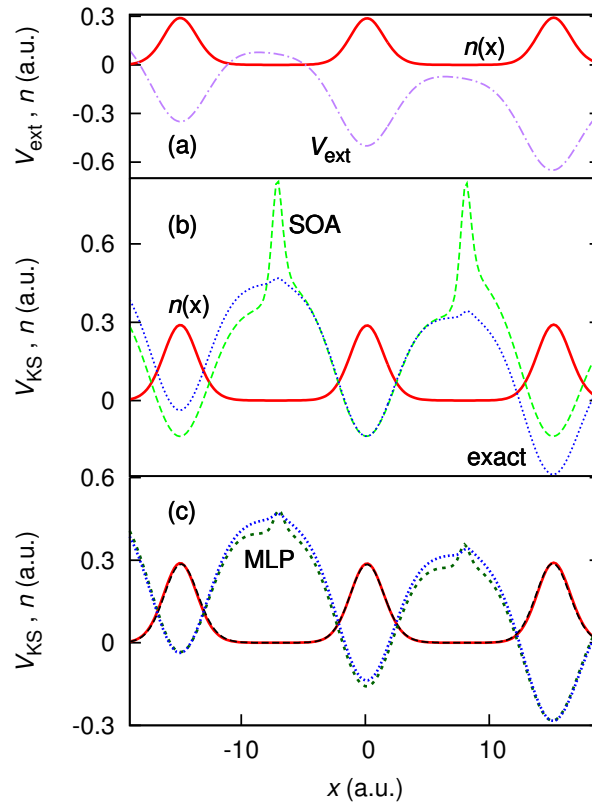 0.3
0
-0.3
-0.6
V_ext , n (a.u.)
n(x)
V_ext
(a)
0.6
0.3
0
V_KS , n (a.u.)
(b)
SOA
n(x)
exact
0.6
0.3
0
-0.3
V_KS , n (a.u.)
(c)
MLP
-10 0 10
x (a.u.)